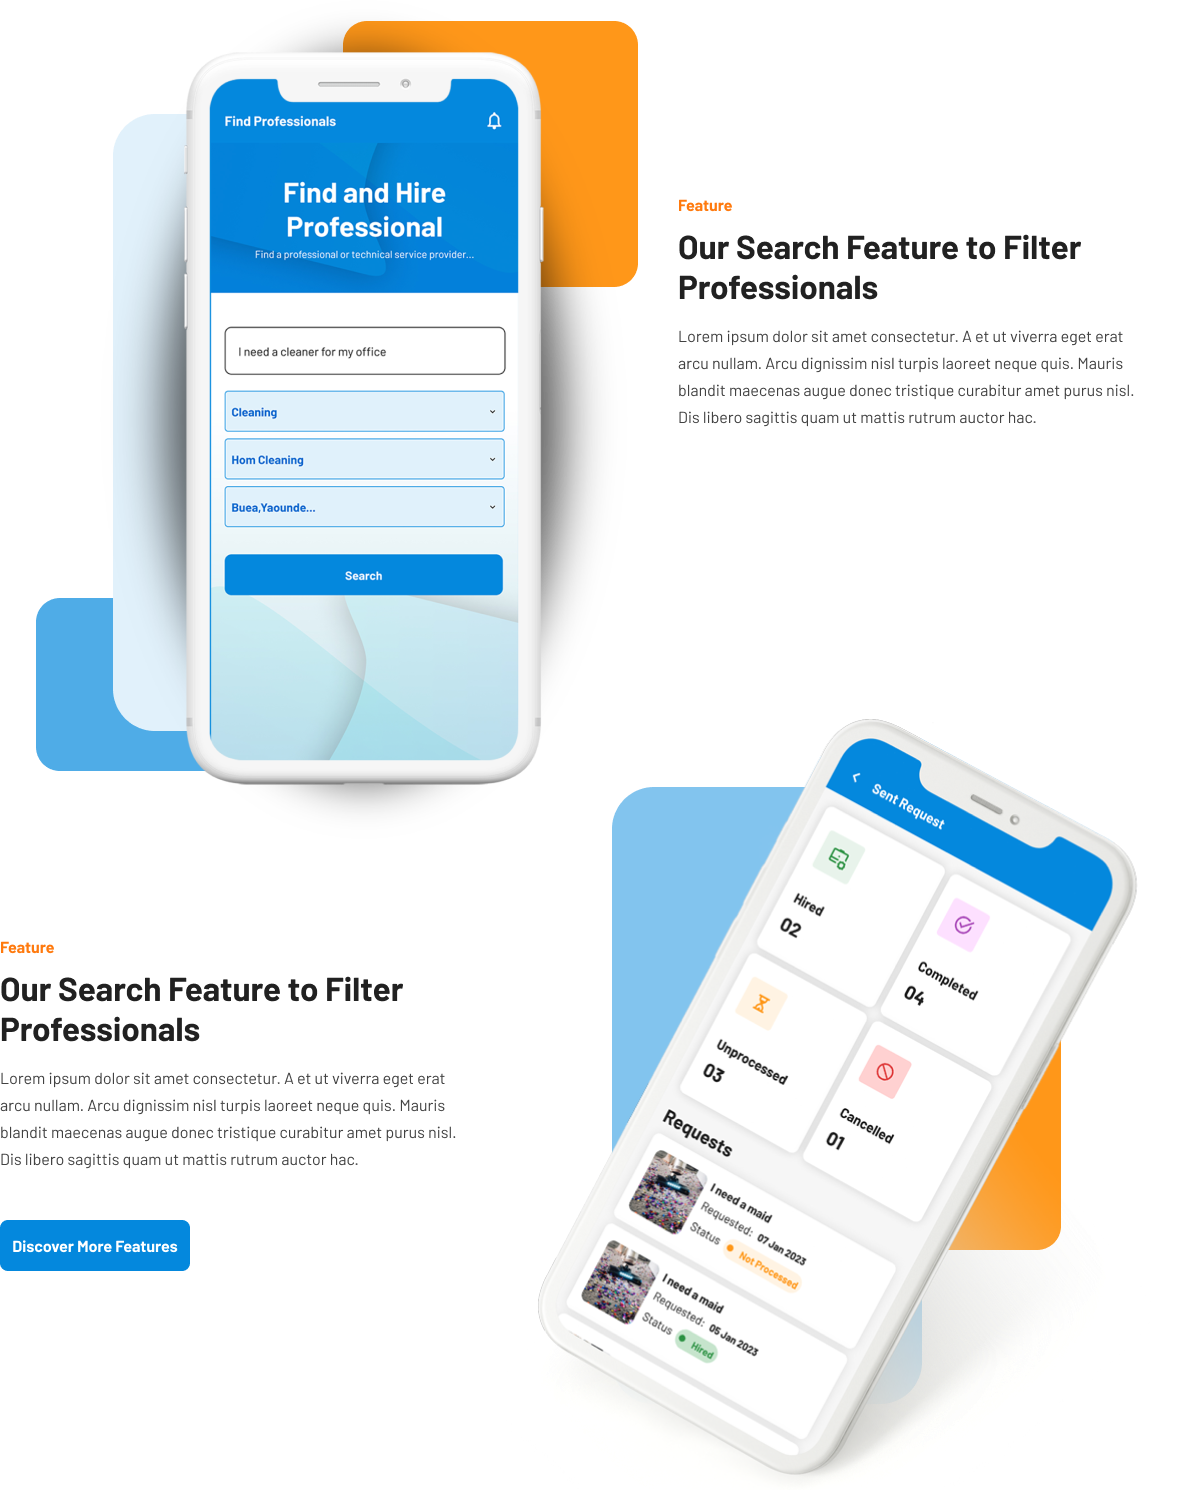 Find Professionals
Find and Hire
Professional
Find a professional or technical service provider...
I need a cleaner for my office
Cleaning
Hom Cleaning
Buea,Yaounde...
Search
Feature
Our Search Feature to Filter
Professionals
Lorem ipsum dolor sit amet consectetur. A et ut viverra eget erat
arcu nullam. Arcu dignissim nisl turpis laoreet neque quis. Mauris
blandit maecenas augue donec tristique curabitur amet purus nisl.
Dis libero sagittis quam ut mattis rutrum auctor hac.
Feature
Our Search Feature to Filter
Professionals
Lorem ipsum dolor sit amet consectetur. A et ut viverra eget erat
arcu nullam. Arcu dignissim nisl turpis laoreet neque quis. Mauris
blandit maecenas augue donec tristique curabitur amet purus nisl.
Dis libero sagittis quam ut mattis rutrum auctor hac.
Discover More Features
Sent Request
Hired
02
Completed
04
Unprocessed
03
Cancelled
01
Requests
I need a maid
Requested: 07 Jan 2023
Status Not Processed
I need a maid
Requested: 05 Jan 2023
Status Hired